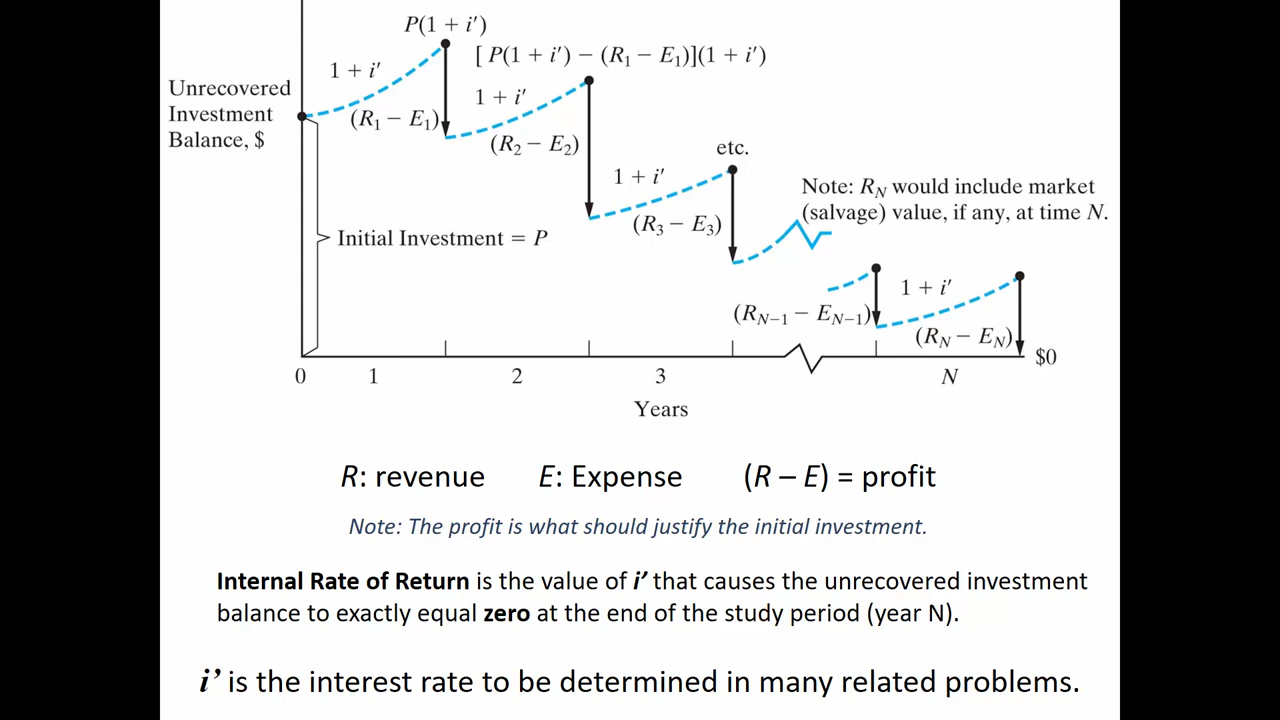 P(1 + i′)
[ P(1 + i′) − (R₁ − E₁)](1 + i′)
1 + i′
Unrecovered
Investment
Balance, $
1 + i′
(R₁ − E₁)
(R₂ − E₂)
etc.
1 + i′
Note: R_N would include market
(salvage) value, if any, at time N.
(R₃ − E₃)
Initial Investment = P
1 + i′
(R_N−1 − E_N−1)
(R_N − E_N)
$0
0 1 2 3 N
Years
R: revenue E: Expense (R – E) = profit
Note: The profit is what should justify the initial investment.
Internal Rate of Return is the value of i’ that causes the unrecovered investment
balance to exactly equal zero at the end of the study period (year N).
i’ is the interest rate to be determined in many related problems.